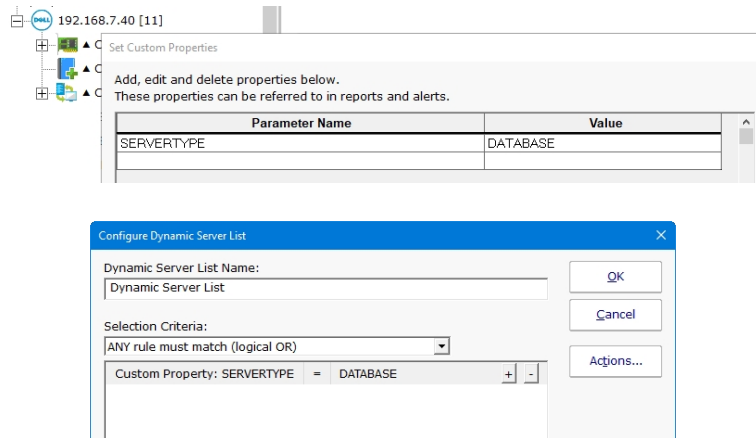 DELL
192.168.7.40 [11]
Set Custom Properties
Add, edit and delete properties below.
These properties can be referred to in reports and alerts.
Parameter Name Value
SERVERTYPE DATABASE
Configure Dynamic Server List
Dynamic Server List Name:
OK
Dynamic Server List
Cancel
Selection Criteria:
ANY rule must match (logical OR)
Actions...
Custom Property: SERVERTYPE = DATABASE + -